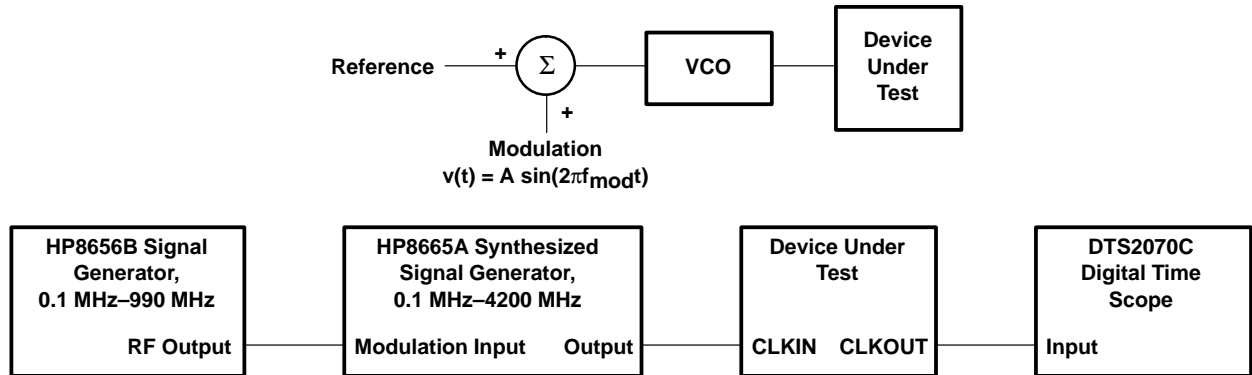 Reference
+
Σ
+
VCO
Device
Under
Test
Modulation
v(t) = A sin(2πfmodt)
HP8656B Signal
Generator,
0.1 MHz–990 MHz
RF Output
HP8665A Synthesized
Signal Generator,
0.1 MHz–4200 MHz
Modulation Input Output
Device Under
Test
CLKIN CLKOUT
DTS2070C
Digital Time
Scope
Input